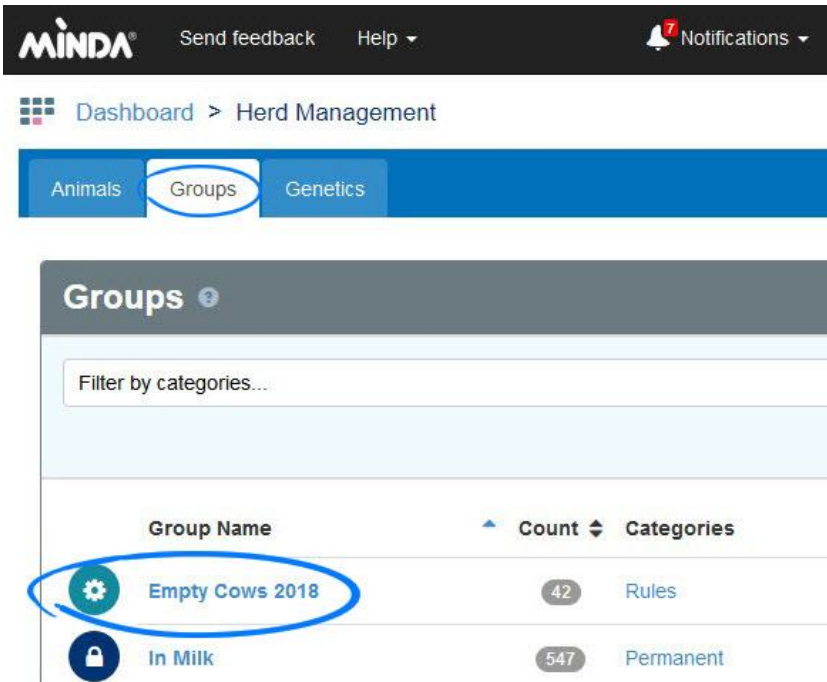 MINDA® Send feedback Help 7 Notifications
Dashboard > Herd Management
Animals Groups Genetics
Groups ?
Filter by categories...
Group Name Count Categories
Empty Cows 2018 42 Rules
In Milk 547 Permanent